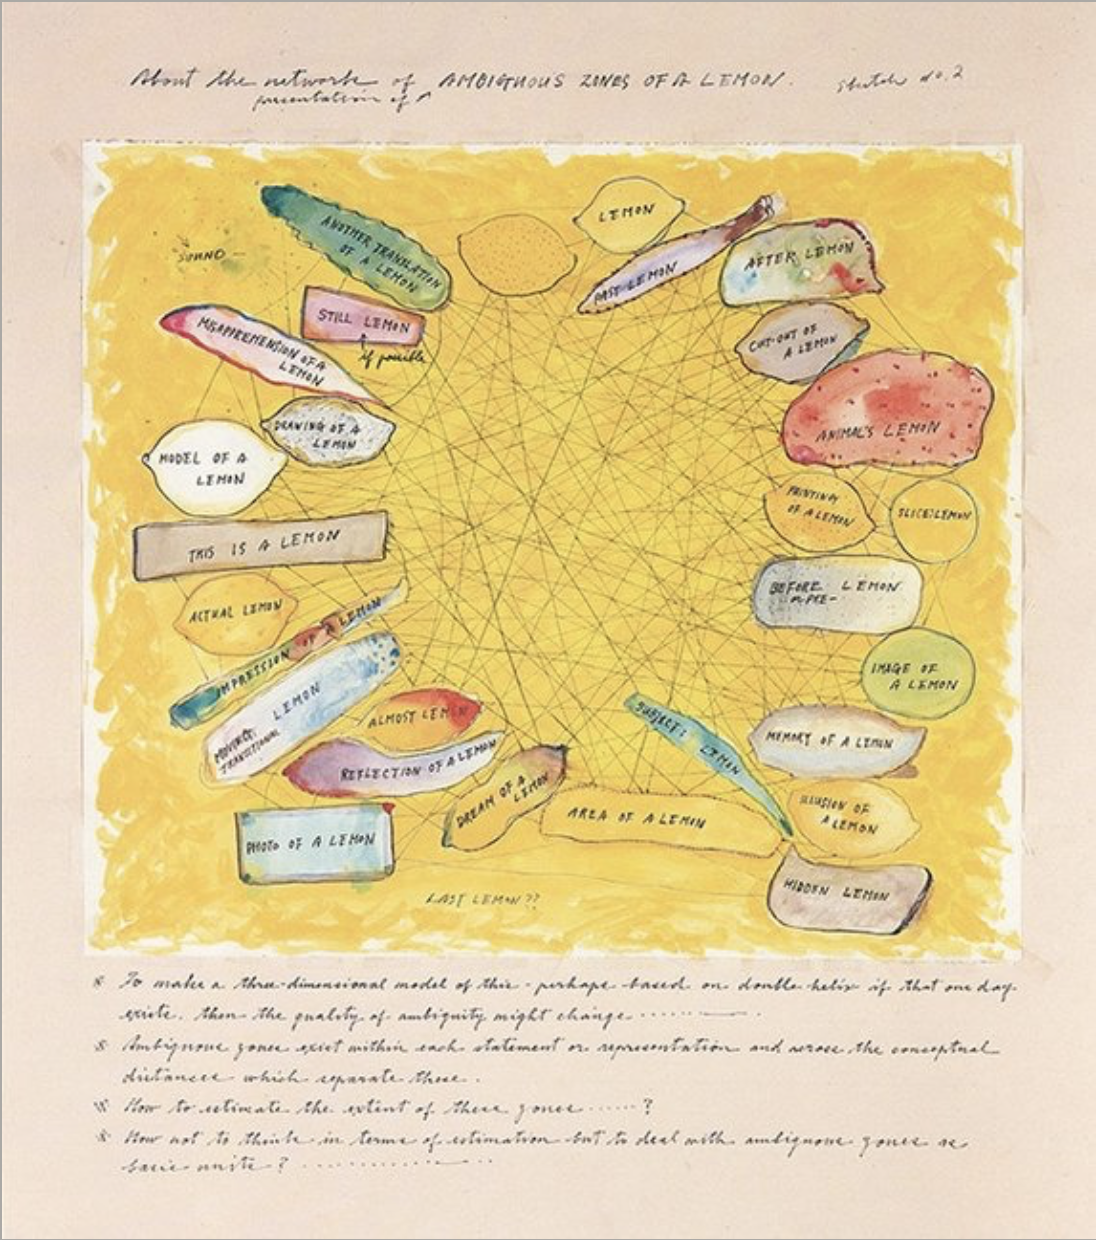 About the network of AMBIGUOUS ZONES OF A LEMON. Sketch no. 2
presentation of
LEMON
ANOTHER TRANSLATION
OF A LEMON
SOUND
PAST LEMON
AFTER LEMON
STILL LEMON
if possible
MISAPPREHENSION OF A
LEMON
CUT-OUT OF
A LEMON
DRAWING OF A
LEMON
ANIMAL'S LEMON
MODEL OF A
LEMON
PAINTING
OF A LEMON
SLICE:LEMON
THIS IS A LEMON
BEFORE LEMON
or PRE-
ACTUAL LEMON
IMPRESSION OF A LEMON
IMAGE OF
A LEMON
LEMON
MOVING:
TRANSITIONAL
ALMOST LEMON
SUBJECT: LEMON
MEMORY OF A LEMON
REFLECTION OF A LEMON
DREAM OF A
LEMON
AREA OF A LEMON
ILLUSION OF
A LEMON
PHOTO OF A LEMON
HIDDEN LEMON
LAST LEMON??
※ To make a three-dimensional model of this - perhaps based on double-helix if that one day
exists. then the quality of ambiguity might change ..........
※ Ambiguous zones exist within each statement or representation and across the conceptual
distances which separate these.
※ How to estimate the extent of these zones ......?
※ How not to think in terms of estimation but to deal with ambiguous zones as
basic units? ..........